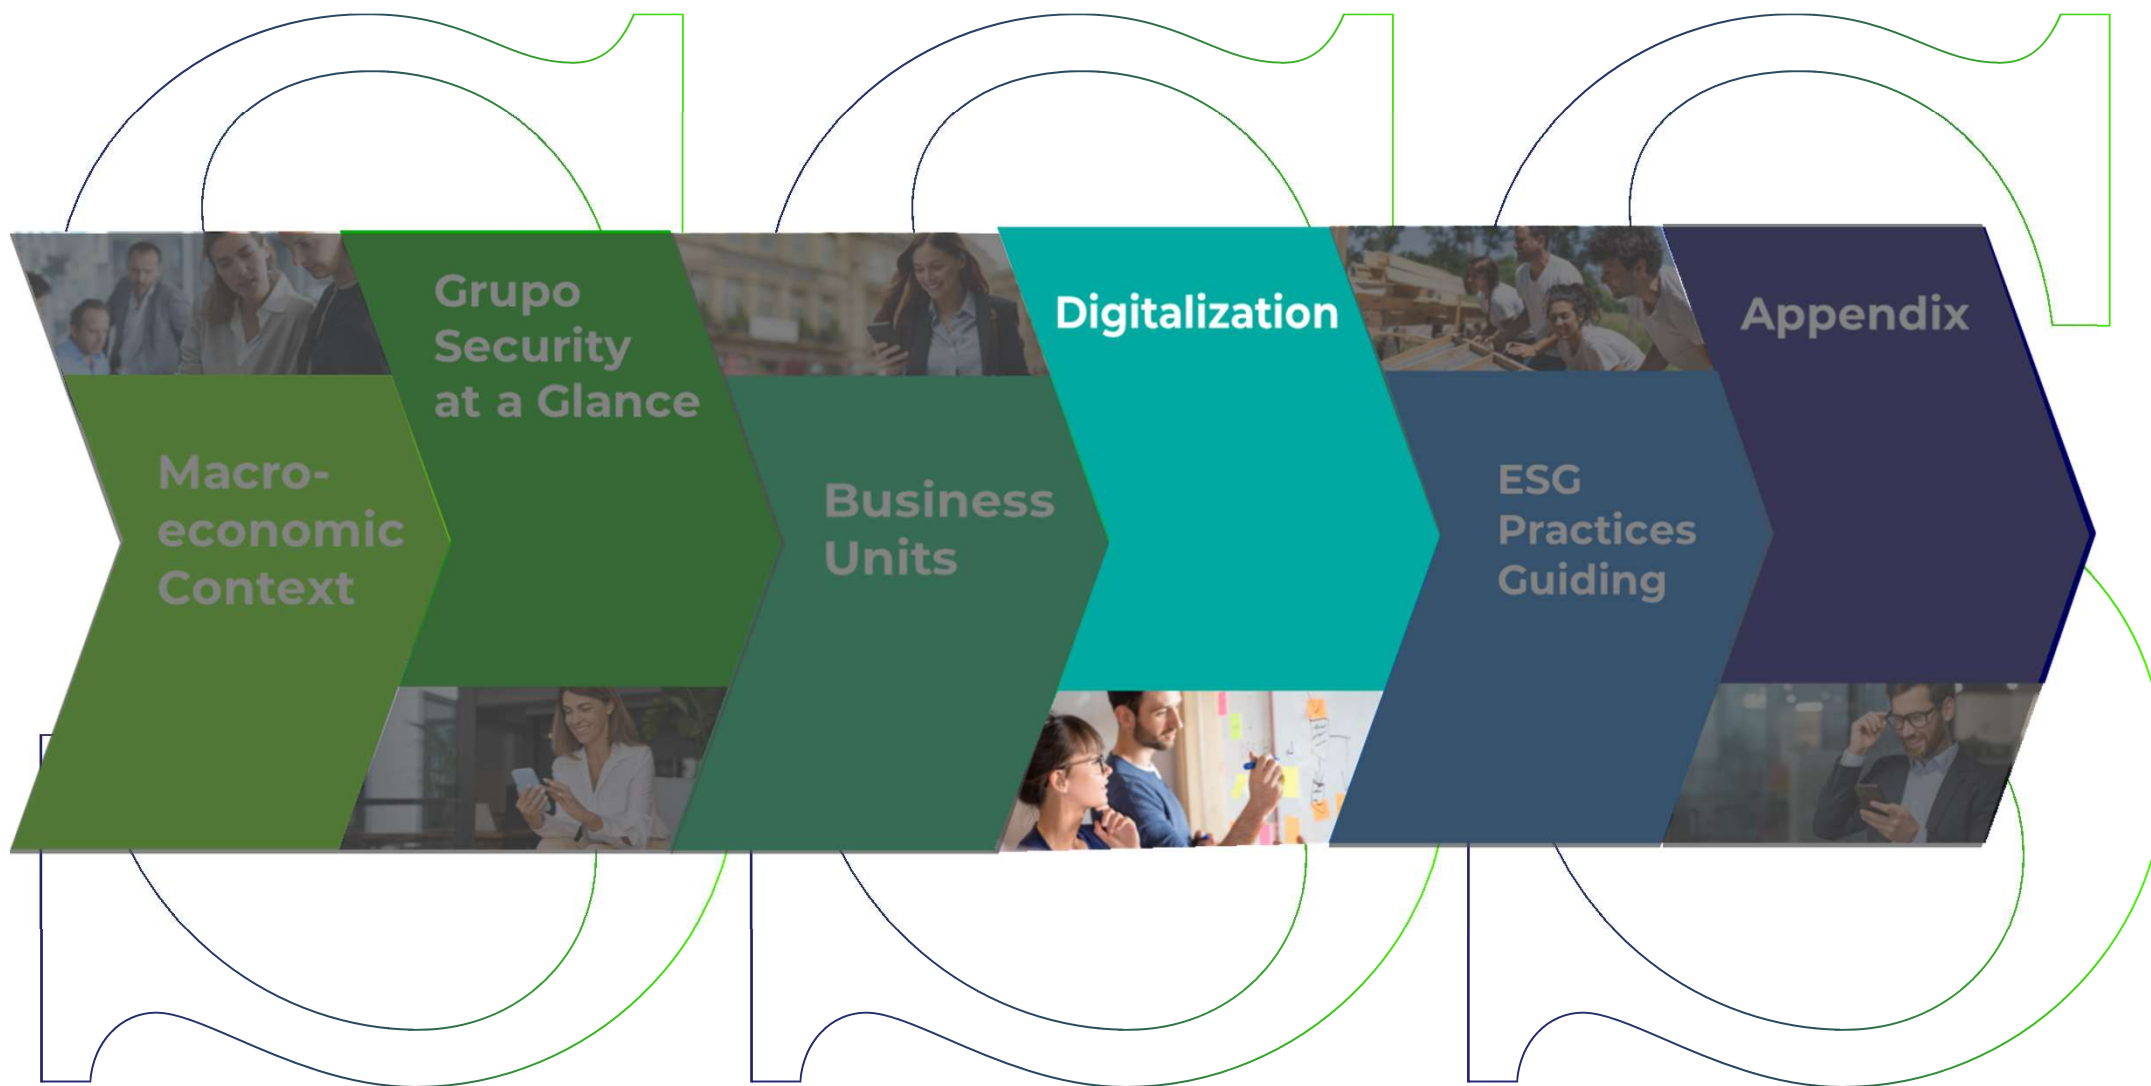 Macro-
economic
Context
Grupo
Security
at a Glance
Business
Units
Digitalization
ESG
Practices
Guiding
Appendix